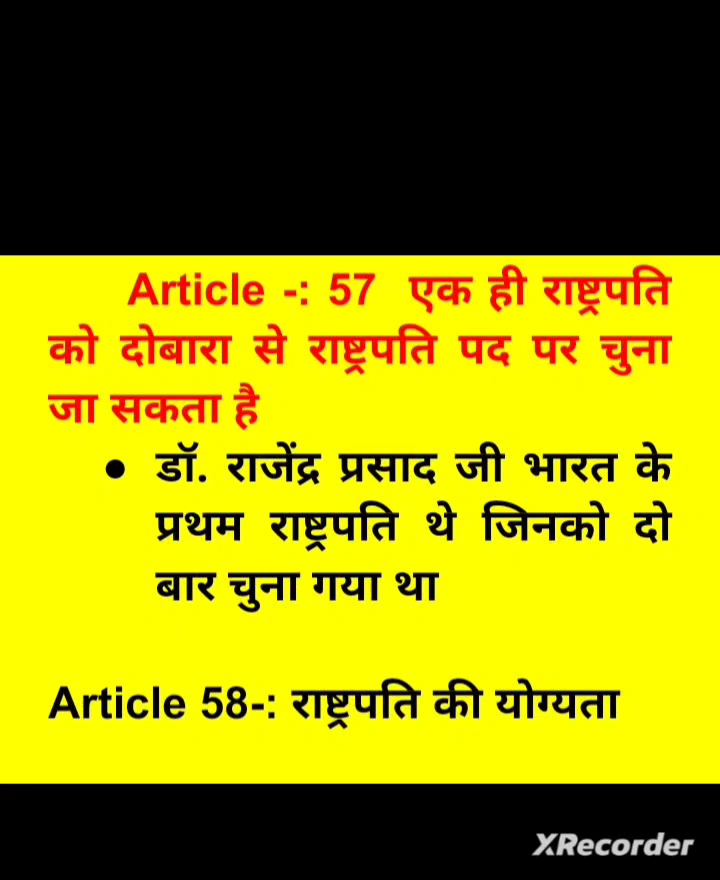 Article -: 57 एक ही राष्ट्रपति
को दोबारा से राष्ट्रपति पद पर चुना
जा सकता है
● डॉ. राजेंद्र प्रसाद जी भारत के
प्रथम राष्ट्रपति थे जिनको दो
बार चुना गया था
Article 58-: राष्ट्रपति की योग्यता
XRecorder